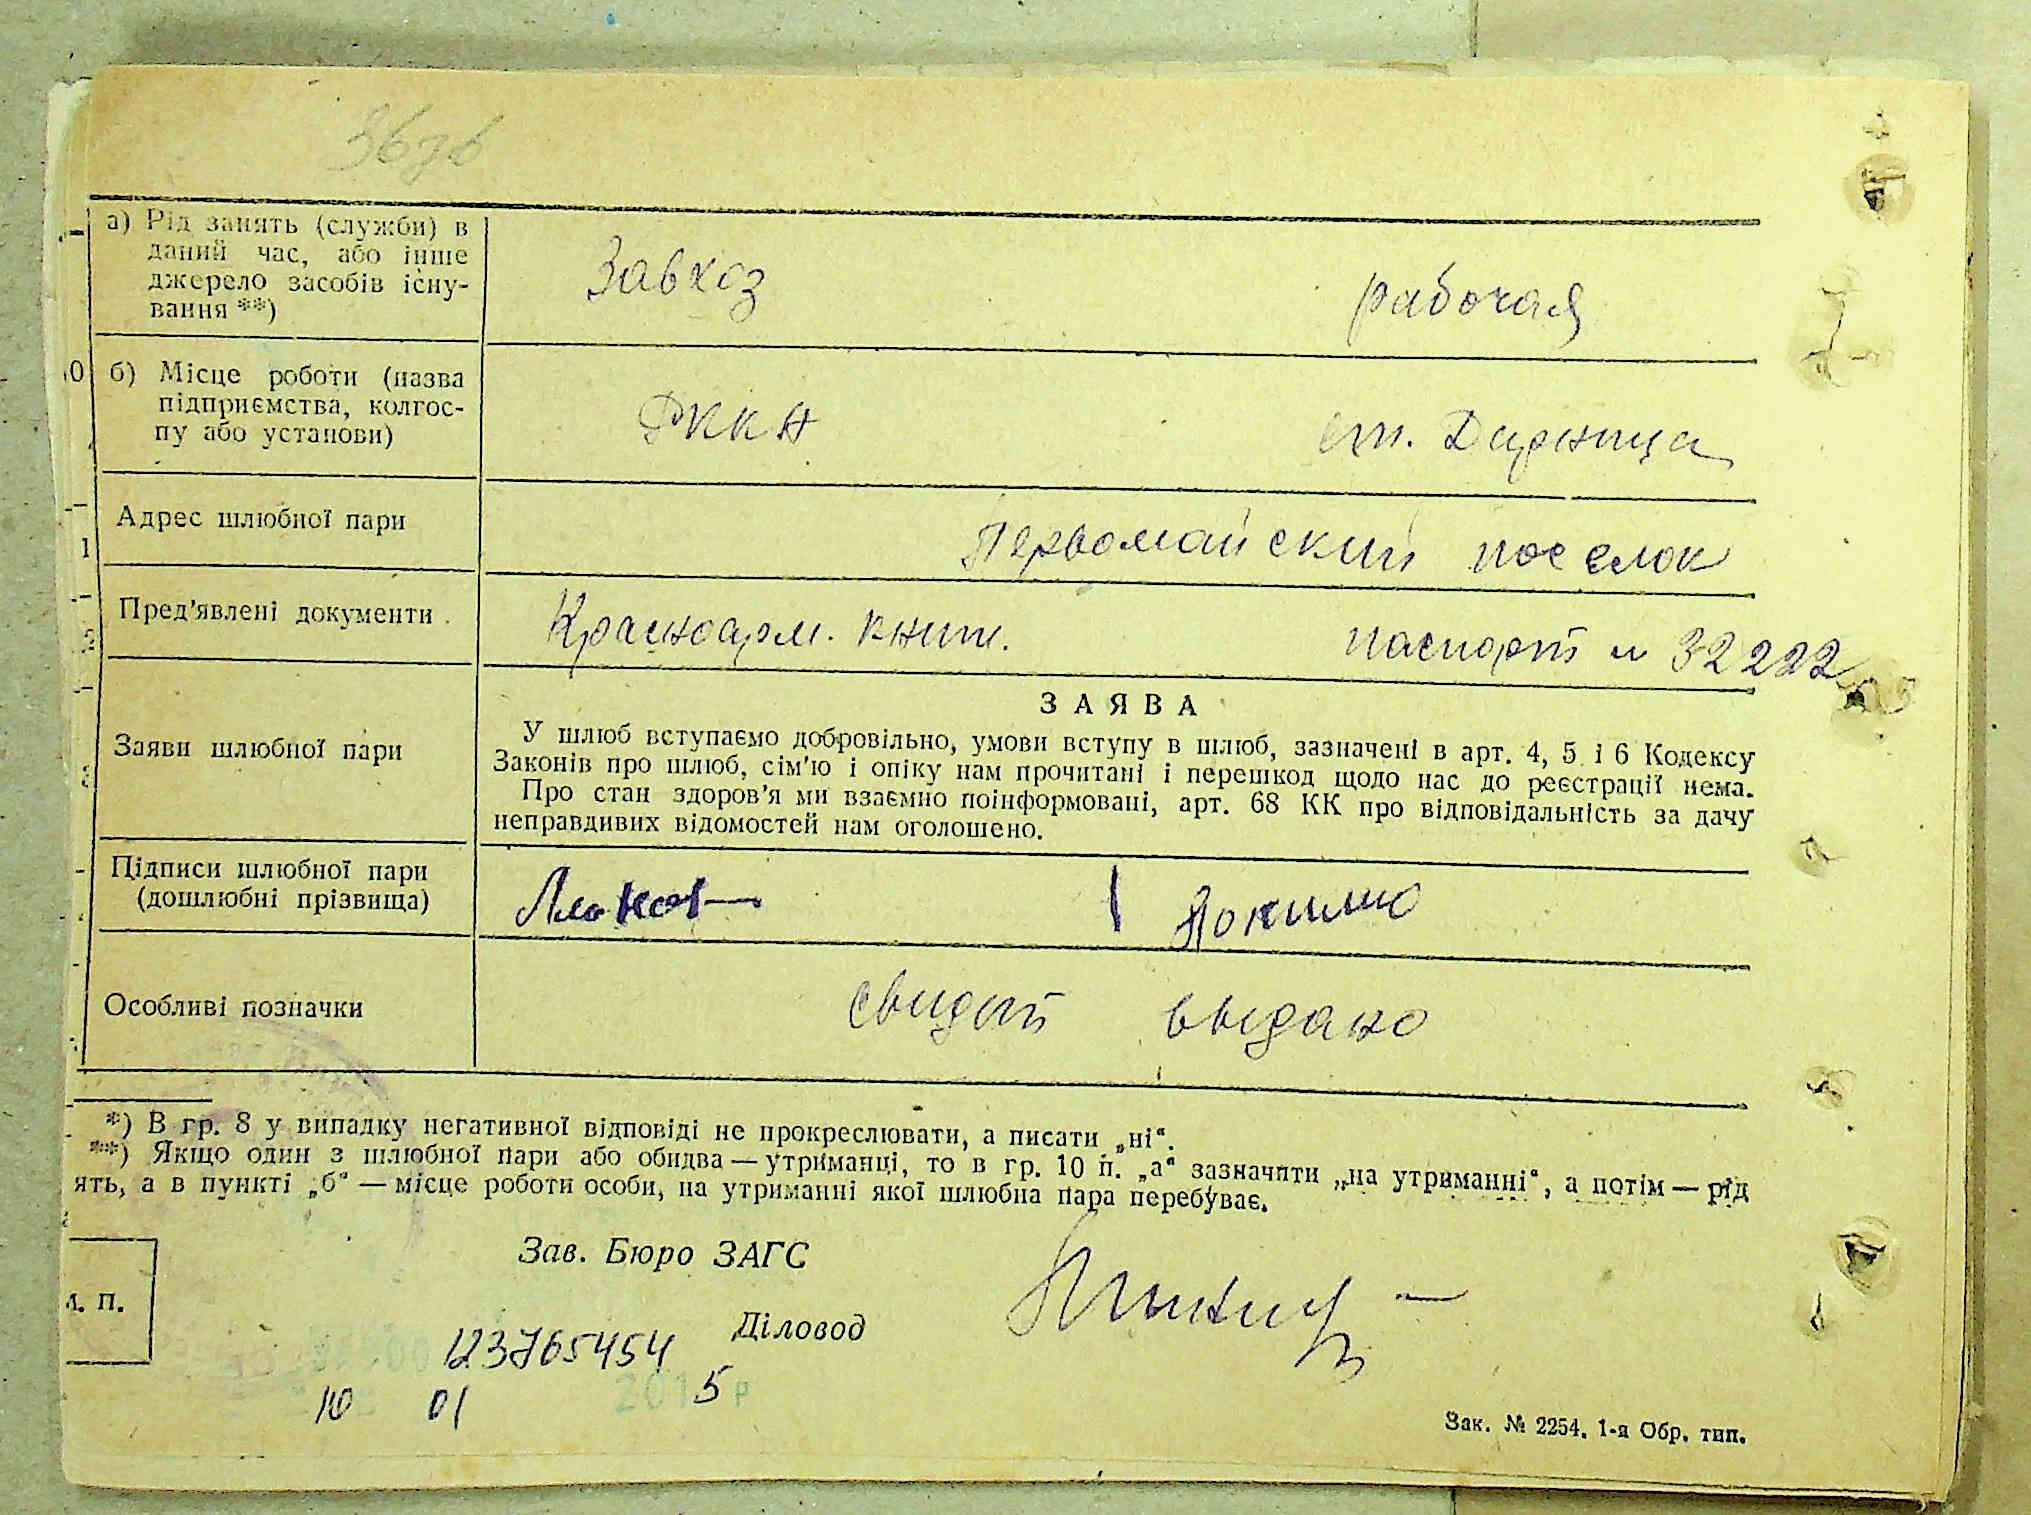 а) Рід занять (служби) в
даний час, або інше
джерело засобів існу-
вання **)
Завхоз
рабочая
б) Місце роботи (назва
підприємства, колгос-
пу або установи)
РККА
ст. Дарница
Адрес шлюбної пари
Первомайский поселок
Пред'явлені документи .
Красноарм. книж.
паспорт № 32222
Заяви шлюбної пари
ЗАЯВА
У шлюб вступаємо добровільно, умови вступу в шлюб, зазначені в арт. 4, 5 і 6 Кодексу
Законів про шлюб, сім'ю і опіку нам прочитані і перешкод щодо нас до реєстрації нема.
Про стан здоров'я ми взаємно поінформовані, арт. 68 КК про відповідальність за дачу
неправдивих відомостей нам оголошено.
Підписи шлюбної пари
(дошлюбні прізвища)
Особливі позначки
свидет выдано
*) В гр. 8 у випадку негативної відповіді не прокреслювати, а писати „ні“.
**) Якщо один з шлюбної пари або обидва — утриманці, то в гр. 10 п. „а“ зазначити „на утриманні“, а потім — рід
ять, а в пункті „б“ — місце роботи особи, на утриманні якої шлюбна пара перебуває.
Зав. Бюро ЗАГС
. П.
Діловод
123765454
10 01 2015 р
Зак. № 2254. 1-я Обр. тип.